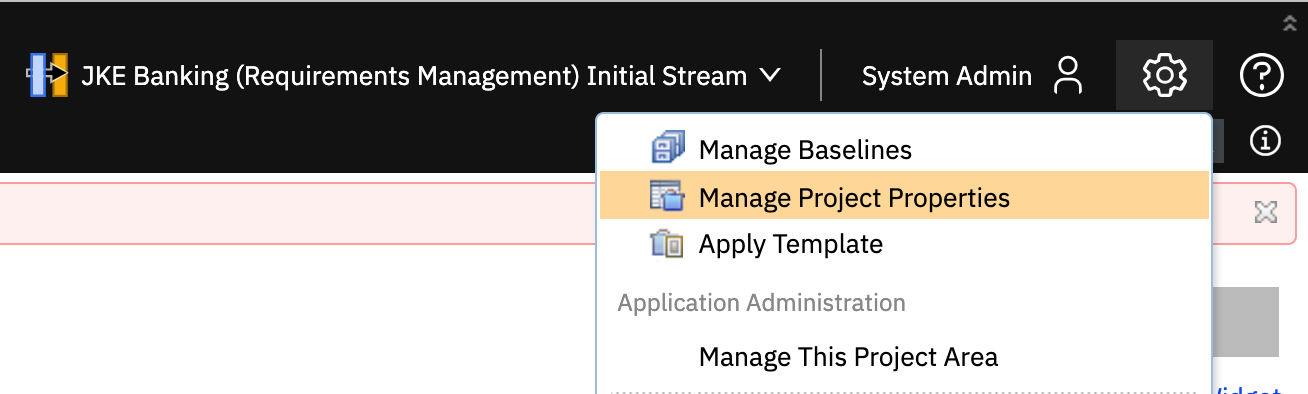 JKE Banking (Requirements Management) Initial Stream
System Admin
Manage Baselines
Manage Project Properties
Apply Template
Application Administration
Manage This Project Area